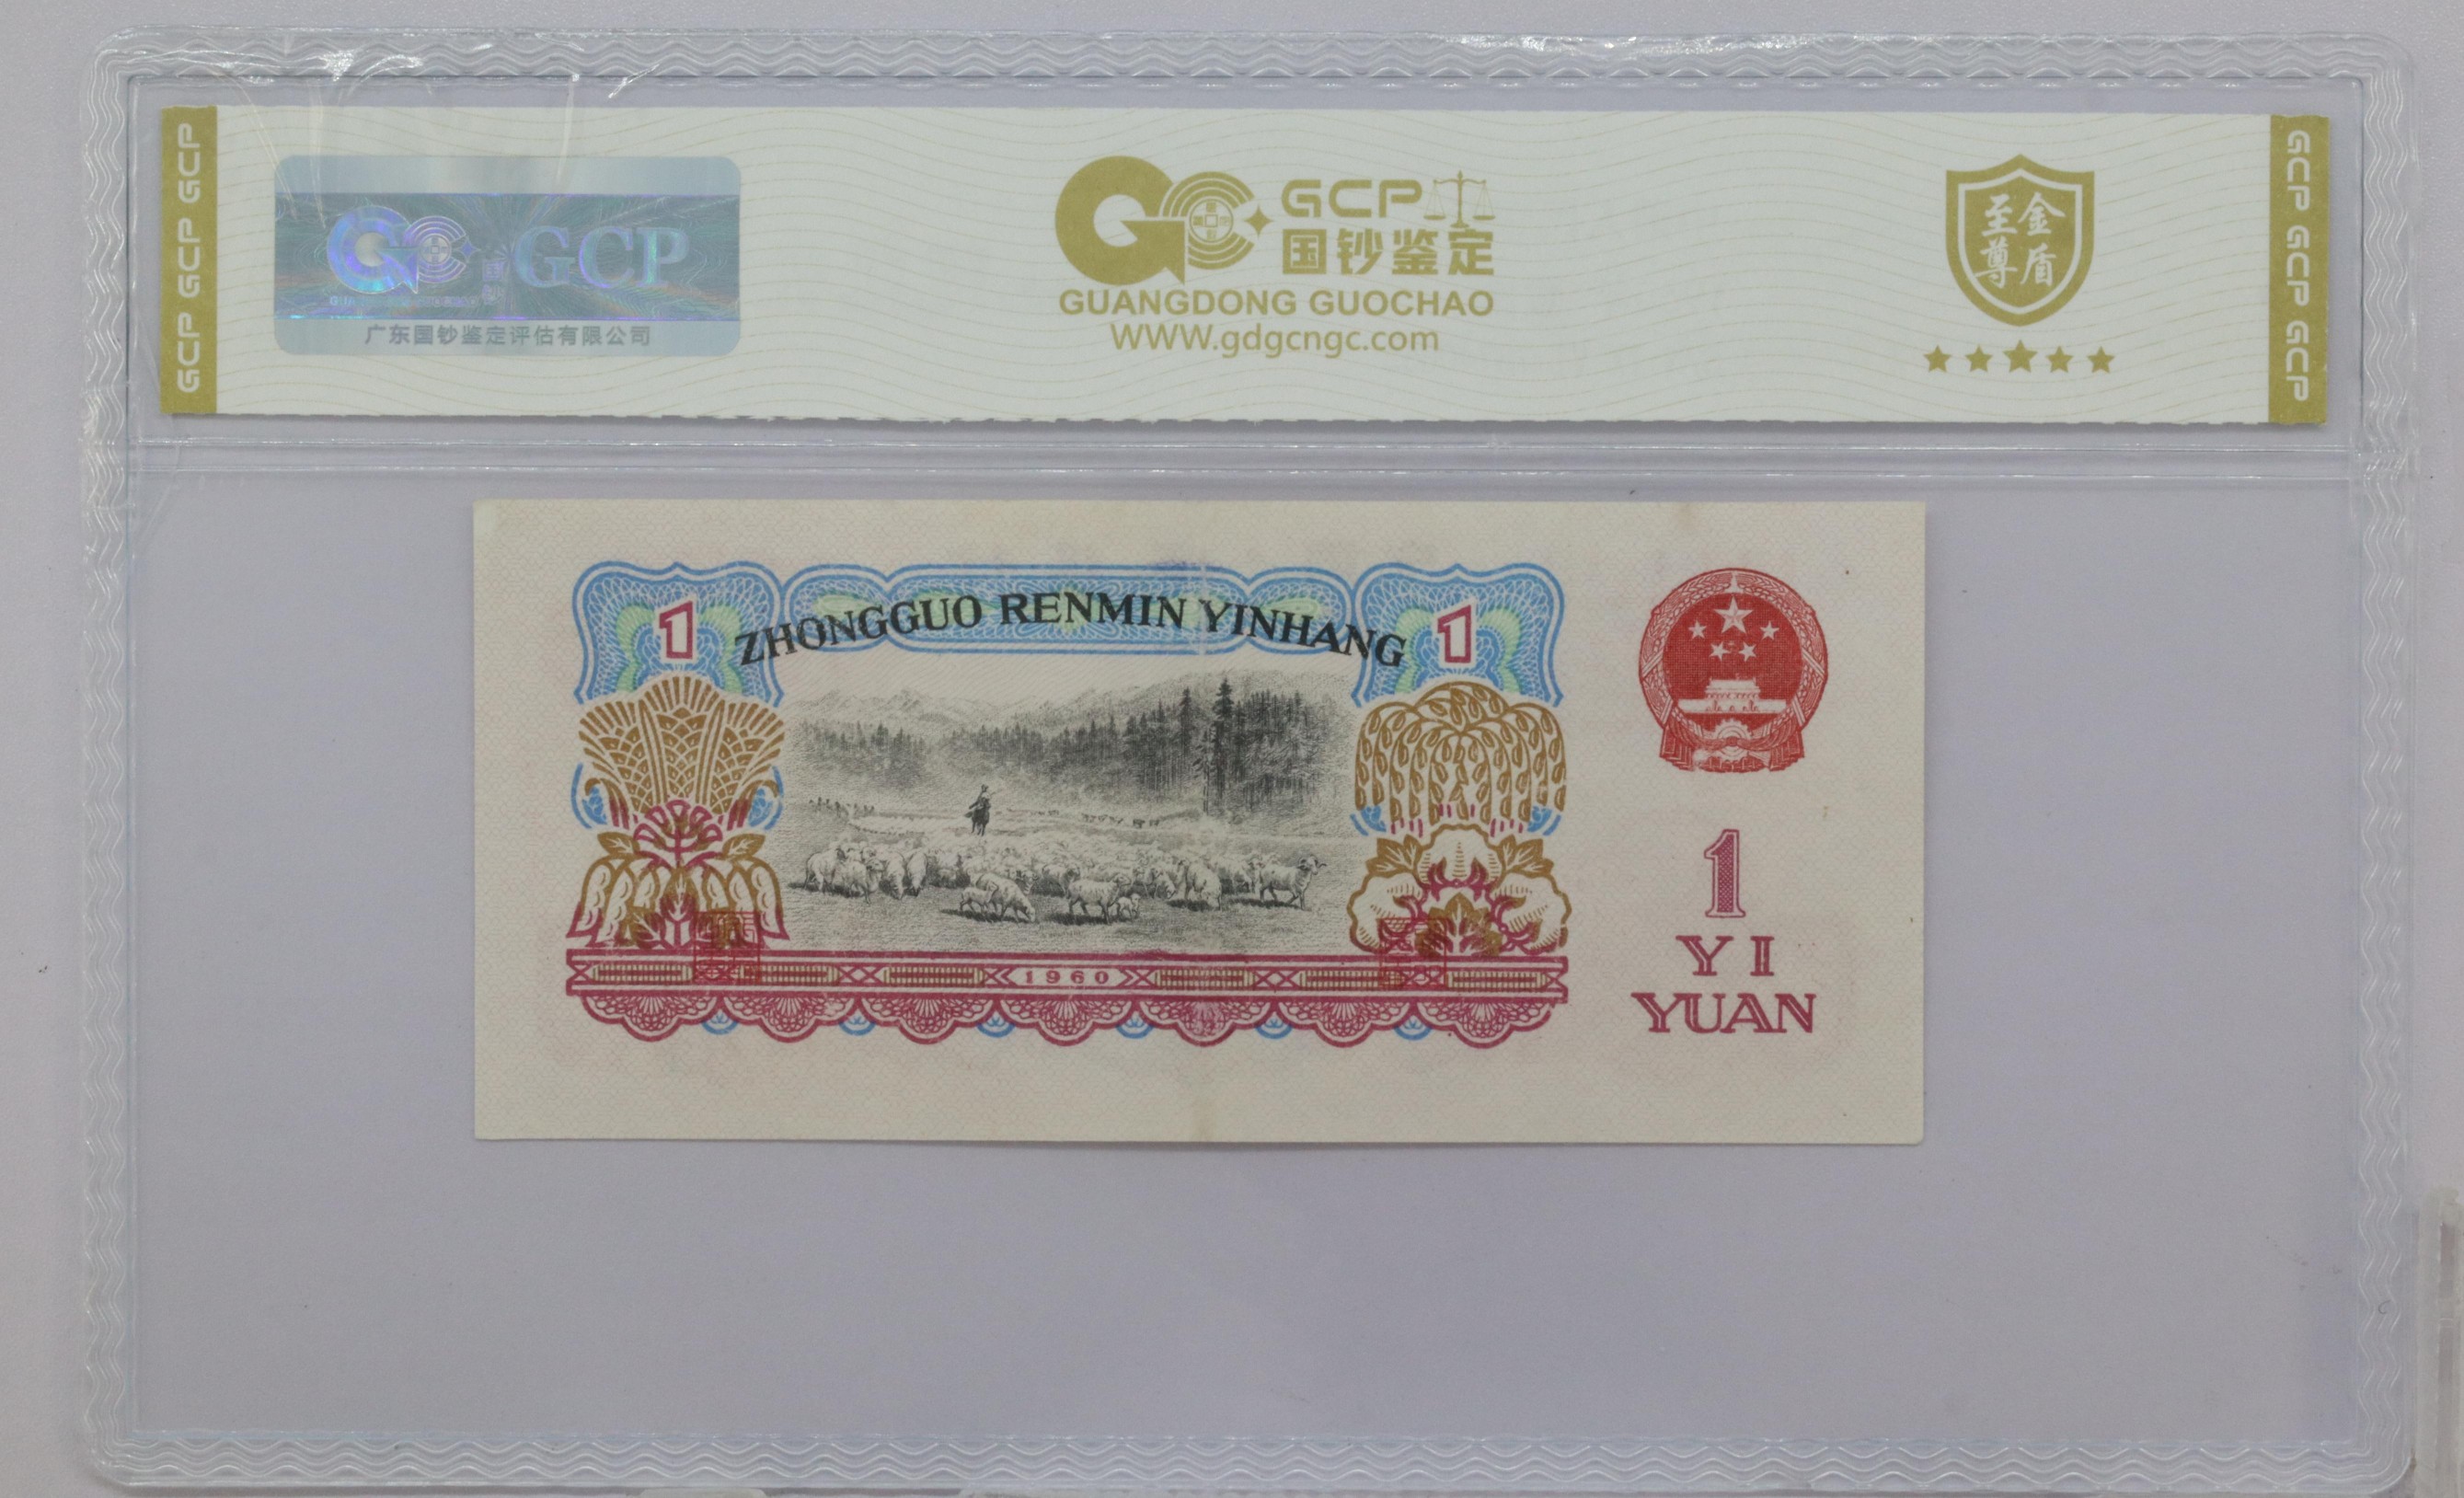 GCP GCP GCP
GCP
GUANGDONG GUOCHAO
广东国钞鉴定评估有限公司
GCP
国钞鉴定
GUANGDONG GUOCHAO
WWW.gdgcngc.com
至尊
金盾
GCP GCP GCP
1
ZHONGGUO RENMIN YINHANG
1
1960
1
YI
YUAN